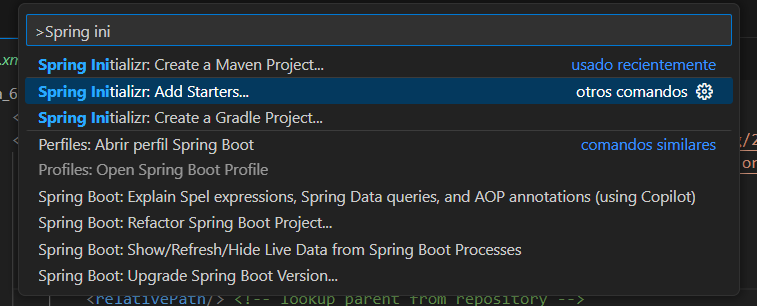 >Spring ini
Spring Initializr: Create a Maven Project... usado recientemente
Spring Initializr: Add Starters... otros comandos
Spring Initializr: Create a Gradle Project...
Perfiles: Abrir perfil Spring Boot comandos similares
Profiles: Open Spring Boot Profile
Spring Boot: Explain Spel expressions, Spring Data queries, and AOP annotations (using Copilot)
Spring Boot: Refactor Spring Boot Project...
Spring Boot: Show/Refresh/Hide Live Data from Spring Boot Processes
Spring Boot: Upgrade Spring Boot Version...
<relativePath/> <!-- lookup parent from repository -->